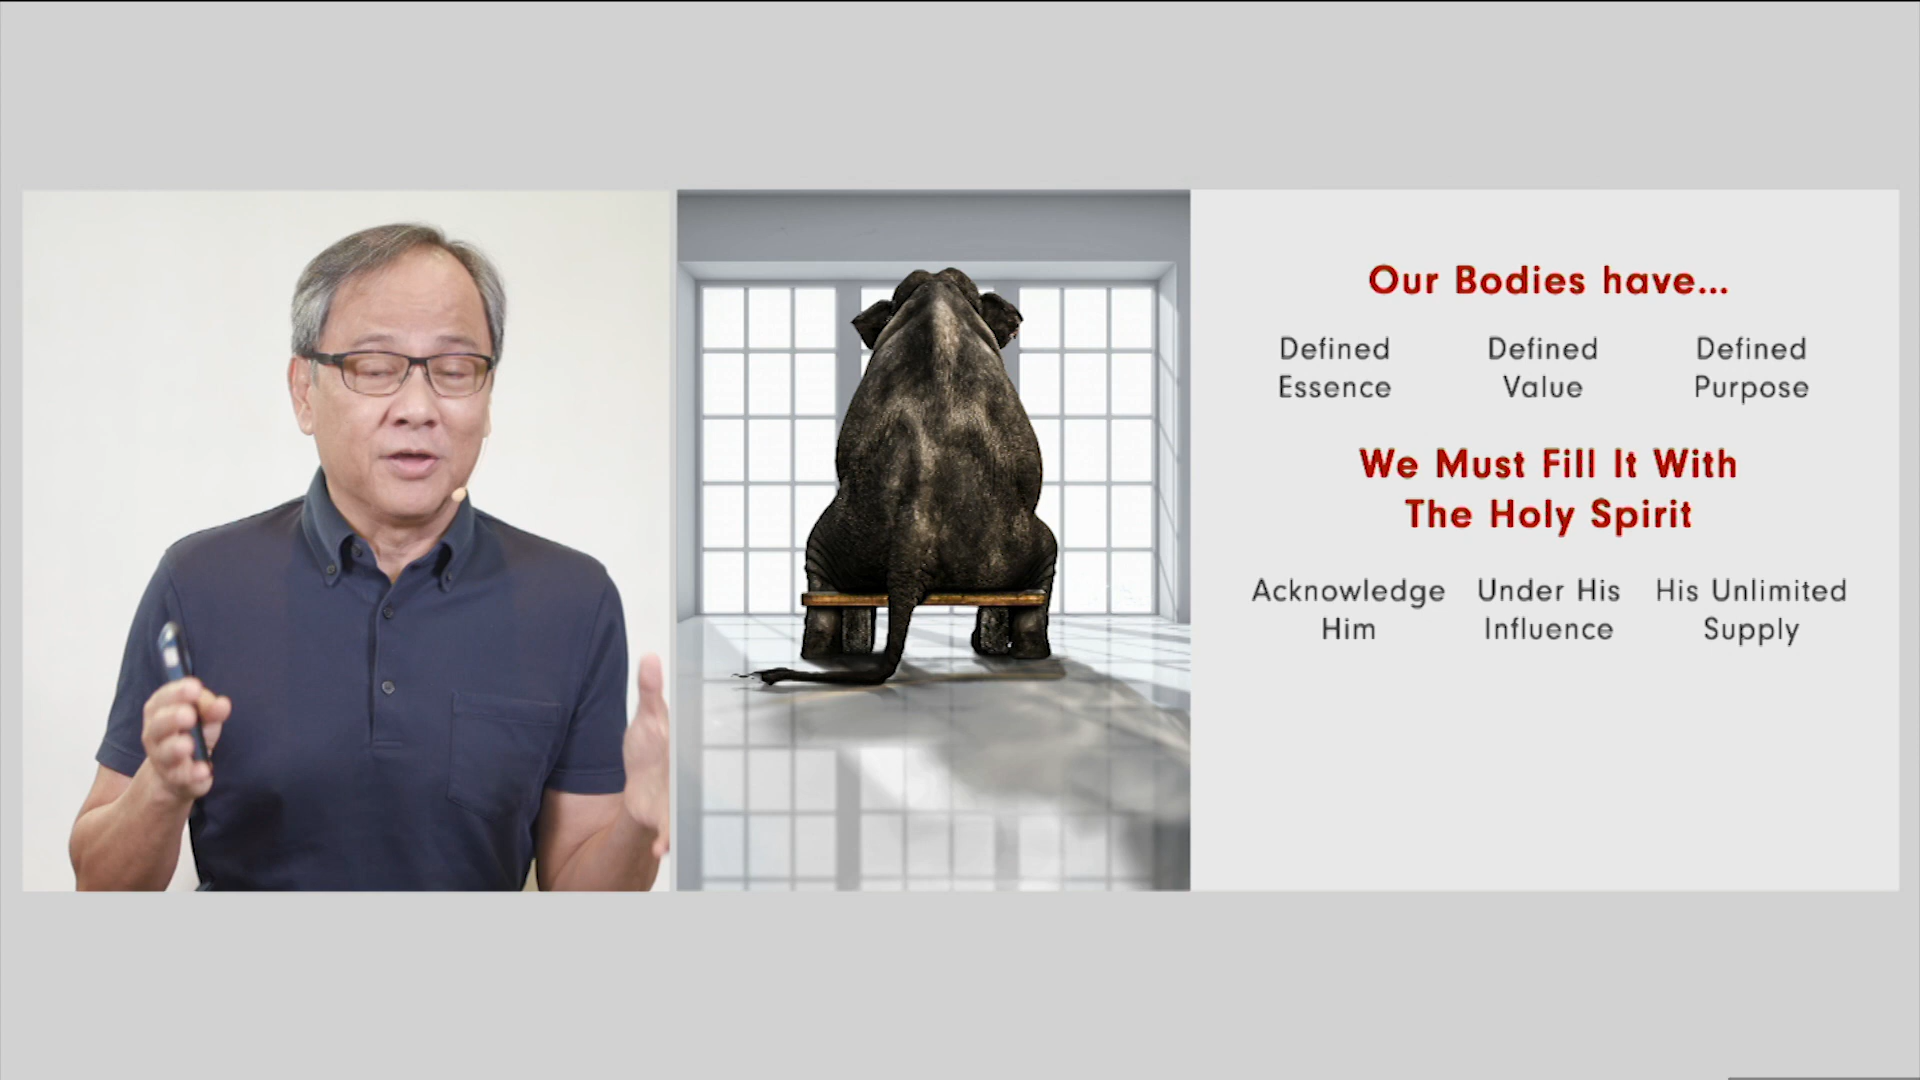 Our Bodies have...
Defined Defined Defined
Essence Value Purpose
We Must Fill It With
The Holy Spirit
Acknowledge Under His His Unlimited
Him Influence Supply